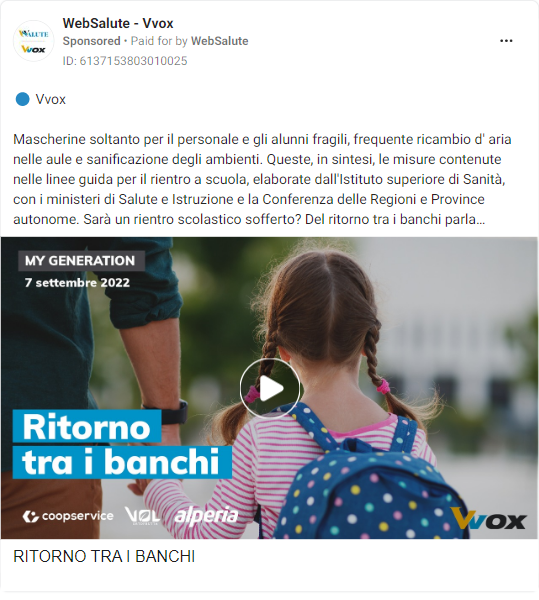 WebSalute - Vvox
Sponsored • Paid for by WebSalute
ID: 6137153803010025
Vvox
Mascherine soltanto per il personale e gli alunni fragili, frequente ricambio d' aria
nelle aule e sanificazione degli ambienti. Queste, in sintesi, le misure contenute
nelle linee guida per il rientro a scuola, elaborate dall'Istituto superiore di Sanità,
con i ministeri di Salute e Istruzione e la Conferenza delle Regioni e Province
autonome. Sarà un rientro scolastico sofferto? Del ritorno tra i banchi parla...
MY GENERATION
7 settembre 2022
Ritorno
tra i banchi
coopservice VOL alperia
Vvox
RITORNO TRA I BANCHI